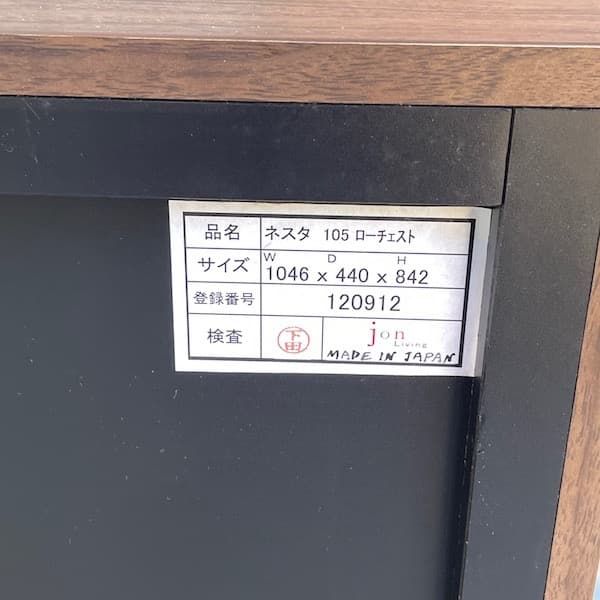 品名 ネスタ 105 ローチェスト
サイズ W D H
1046 x 440 x 842
登録番号 120912
検査 下田 jon
Living
MADE IN JAPAN